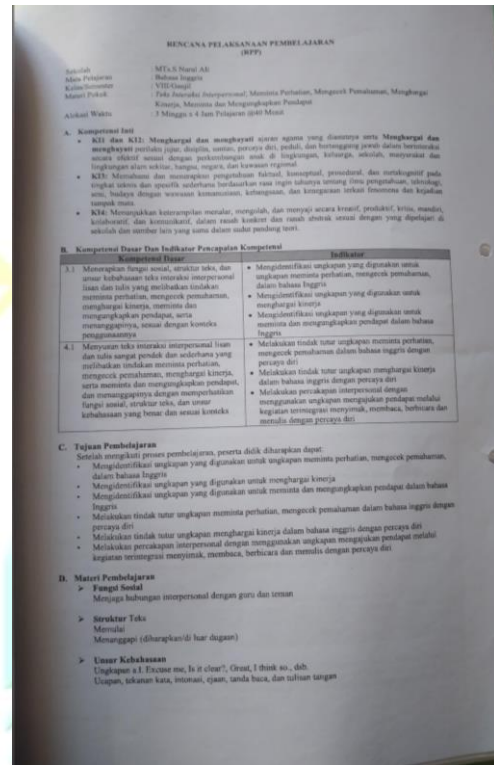 RENCANA PELAKSANAAN PEMBELAJARAN
(RPP)
Sekolah : MTs.S Nurul Ali
Mata Pelajaran : Bahasa Inggris
Kelas/Semester : VIII/Ganjil
Materi Pokok : Teks Interaksi Interpersonal; Meminta Perhatian, Mengecek Pemahaman, Menghargai
Kinerja, Meminta dan Mengungkapkan Pendapat
Alokasi Waktu : 3 Minggu x 4 Jam Pelajaran @40 Menit
A. Kompetensi Inti
• KI1 dan KI2: Menghargai dan menghayati ajaran agama yang dianutnya serta Menghargai dan
menghayati perilaku jujur, disiplin, santun, percaya diri, peduli, dan bertanggung jawab dalam berinteraksi
secara efektif sesuai dengan perkembangan anak di lingkungan, keluarga, sekolah, masyarakat dan
lingkungan alam sekitar, bangsa, negara, dan kawasan regional
• KI3: Memahami dan menerapkan pengetahuan faktual, konseptual, prosedural, dan metakognitif pada
tingkat teknis dan spesifik sederhana berdasarkan rasa ingin tahunya tentang ilmu pengetahuan, teknologi,
seni, budaya dengan wawasan kemanusiaan, kebangsaan, dan kenegaraan terkait fenomena dan kejadian
tampak mata.
• KI4: Menunjukkan keterampilan menalar, mengolah, dan menyaji secara kreatif, produktif, kritis, mandiri,
kolaboratif, dan komunikatif, dalam ranah konkret dan ranah abstrak sesuai dengan yang dipelajari di
sekolah dan sumber lain yang sama dalam sudut pandang teori.
B. Kompetensi Dasar Dan Indikator Pencapaian Kompetensi
Kompetensi Dasar Indikator
3.1 Menerapkan fungsi sosial, struktur teks, dan
unsur kebahasaan teks interaksi interpersonal
lisan dan tulis yang melibatkan tindakan
meminta perhatian, mengecek pemahaman,
menghargai kinerja, meminta dan
mengungkapkan pendapat, serta
menanggapinya, sesuai dengan konteks
penggunaannya
• Mengidentifikasi ungkapan yang digunakan untuk
ungkapan meminta perhatian, mengecek pemahaman,
dalam bahasa Inggris
• Mengidentifikasi ungkapan yang digunakan untuk
menghargai kinerja
• Mengidentifikasi ungkapan yang digunakan untuk
meminta dan mengungkapkan pendapat dalam bahasa
Inggris
4.1 Menyusun teks interaksi interpersonal lisan
dan tulis sangat pendek dan sederhana yang
melibatkan tindakan meminta perhatian,
mengecek pemahaman, menghargai kinerja,
serta meminta dan mengungkapkan pendapat,
dan menanggapinya dengan memperhatikan
fungsi sosial, struktur teks, dan unsur
kebahasaan yang benar dan sesuai konteks
• Melakukan tindak tutur ungkapan meminta perhatian,
mengecek pemahaman dalam bahasa inggris dengan
percaya diri
• Melakukan tindak tutur ungkapan menghargai kinerja
dalam bahasa inggris dengan percaya diri
• Melakukan percakapan interpersonal dengan
menggunakan ungkapan mengajukan pendapat melalui
kegiatan terintegrasi menyimak, membaca, berbicara dan
menulis dengan percaya diri
C. Tujuan Pembelajaran
Setelah mengikuti proses pembelajaran, peserta didik diharapkan dapat:
• Mengidentifikasi ungkapan yang digunakan untuk ungkapan meminta perhatian, mengecek pemahaman,
dalam bahasa Inggris
• Mengidentifikasi ungkapan yang digunakan untuk menghargai kinerja
• Mengidentifikasi ungkapan yang digunakan untuk meminta dan mengungkapkan pendapat dalam bahasa
Inggris
• Melakukan tindak tutur ungkapan meminta perhatian, mengecek pemahaman dalam bahasa inggris dengan
percaya diri
• Melakukan tindak tutur ungkapan menghargai kinerja dalam bahasa inggris dengan percaya diri
• Melakukan percakapan interpersonal dengan menggunakan ungkapan mengajukan pendapat melalui
kegiatan terintegrasi menyimak, membaca, berbicara dan menulis dengan percaya diri
D. Materi Pembelajaran
➢ Fungsi Sosial
Menjaga hubungan interpersonal dengan guru dan teman
➢ Struktur Teks
Memulai
Menanggapi (diharapkan/di luar dugaan)
➢ Unsur Kebahasaan
Ungkapan a.l. Excuse me, Is it clear?, Great, I think so., dsb.
Ucapan, tekanan kata, intonasi, ejaan, tanda baca, dan tulisan tangan